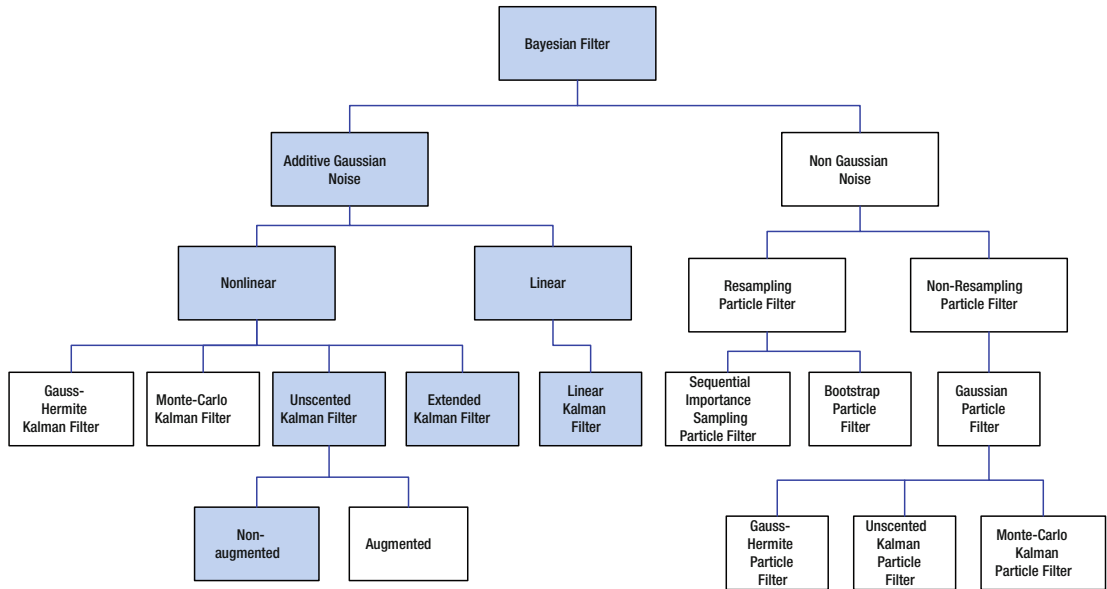 Bayesian Filter
Additive Gaussian
Noise
Non Gaussian
Noise
Nonlinear
Linear
Resampling
Particle Filter
Non-Resampling
Particle Filter
Gauss-
Hermite
Kalman Filter
Monte-Carlo
Kalman Filter
Unscented
Kalman Filter
Extended
Kalman Filter
Linear
Kalman
Filter
Sequential
Importance
Sampling
Particle Filter
Bootstrap
Particle
Filter
Gaussian
Particle
Filter
Non-
augmented
Augmented
Gauss-
Hermite
Particle
Filter
Unscented
Kalman
Particle
Filter
Monte-Carlo
Kalman
Particle Filter